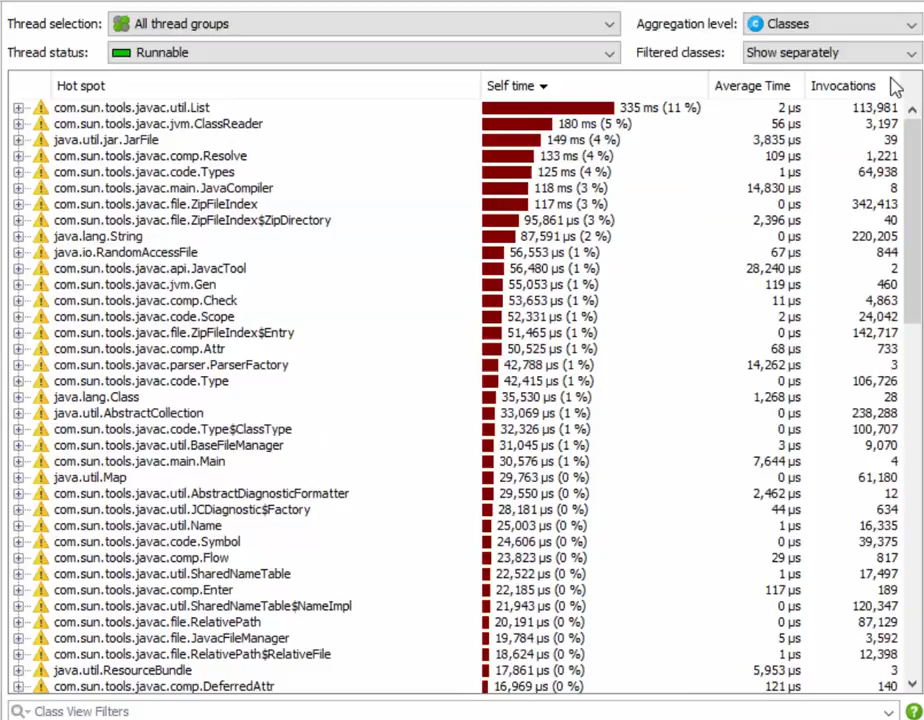 Thread selection: All thread groups Aggregation level: Classes
Thread status: Runnable Filtered classes: Show separately
Hot spot Self time Average Time Invocations
com.sun.tools.javac.util.List 335 ms (11 %) 2 µs 113,981
com.sun.tools.javac.jvm.ClassReader 180 ms (5 %) 56 µs 3,197
java.util.jar.JarFile 149 ms (4 %) 3,835 µs 39
com.sun.tools.javac.comp.Resolve 133 ms (4 %) 109 µs 1,221
com.sun.tools.javac.code.Types 125 ms (4 %) 1 µs 64,938
com.sun.tools.javac.main.JavaCompiler 118 ms (3 %) 14,830 µs 8
com.sun.tools.javac.file.ZipFileIndex 117 ms (3 %) 0 µs 342,413
com.sun.tools.javac.file.ZipFileIndex$ZipDirectory 95,861 µs (3 %) 2,396 µs 40
java.lang.String 87,591 µs (2 %) 0 µs 220,205
java.io.RandomAccessFile 56,553 µs (1 %) 67 µs 844
com.sun.tools.javac.api.JavacTool 56,480 µs (1 %) 28,240 µs 2
com.sun.tools.javac.jvm.Gen 55,053 µs (1 %) 119 µs 460
com.sun.tools.javac.comp.Check 53,653 µs (1 %) 11 µs 4,863
com.sun.tools.javac.code.Scope 52,331 µs (1 %) 2 µs 24,042
com.sun.tools.javac.file.ZipFileIndex$Entry 51,465 µs (1 %) 0 µs 142,717
com.sun.tools.javac.comp.Attr 50,525 µs (1 %) 68 µs 733
com.sun.tools.javac.parser.ParserFactory 42,788 µs (1 %) 14,262 µs 3
com.sun.tools.javac.code.Type 42,415 µs (1 %) 0 µs 106,726
java.lang.Class 35,530 µs (1 %) 1,268 µs 28
java.util.AbstractCollection 33,069 µs (1 %) 0 µs 238,288
com.sun.tools.javac.code.Type$ClassType 32,326 µs (1 %) 0 µs 100,707
com.sun.tools.javac.util.BaseFileManager 31,045 µs (1 %) 3 µs 9,070
com.sun.tools.javac.main.Main 30,576 µs (1 %) 7,644 µs 4
java.util.Map 29,763 µs (0 %) 0 µs 61,180
com.sun.tools.javac.util.AbstractDiagnosticFormatter 29,550 µs (0 %) 2,462 µs 12
com.sun.tools.javac.util.JCDiagnostic$Factory 28,181 µs (0 %) 44 µs 634
com.sun.tools.javac.util.Name 25,003 µs (0 %) 1 µs 16,335
com.sun.tools.javac.code.Symbol 24,606 µs (0 %) 0 µs 39,375
com.sun.tools.javac.comp.Flow 23,823 µs (0 %) 29 µs 817
com.sun.tools.javac.util.SharedNameTable 22,522 µs (0 %) 1 µs 17,497
com.sun.tools.javac.comp.Enter 22,185 µs (0 %) 117 µs 189
com.sun.tools.javac.util.SharedNameTable$NameImpl 21,943 µs (0 %) 0 µs 120,347
com.sun.tools.javac.file.RelativePath 20,191 µs (0 %) 0 µs 87,129
com.sun.tools.javac.file.JavacFileManager 19,784 µs (0 %) 5 µs 3,592
com.sun.tools.javac.file.RelativePath$RelativeFile 18,624 µs (0 %) 1 µs 12,398
java.util.ResourceBundle 17,861 µs (0 %) 5,953 µs 3
com.sun.tools.javac.comp.DeferredAttr 16,969 µs (0 %) 121 µs 140
Class View Filters